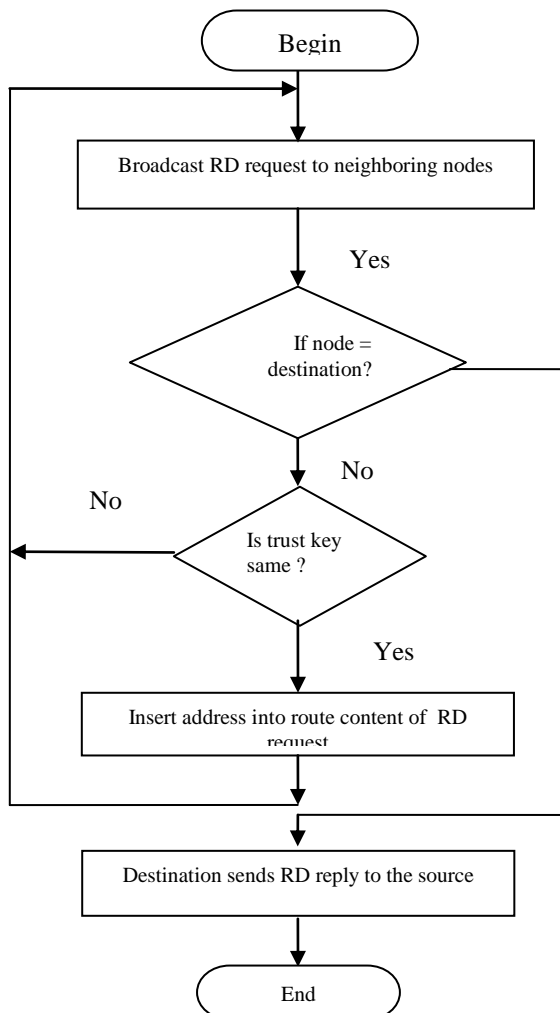 Begin
Broadcast RD request to neighboring nodes
Yes
If node =
destination?
No
No
Is trust key
same ?
Yes
Insert address into route content of RD
request
Destination sends RD reply to the source
End